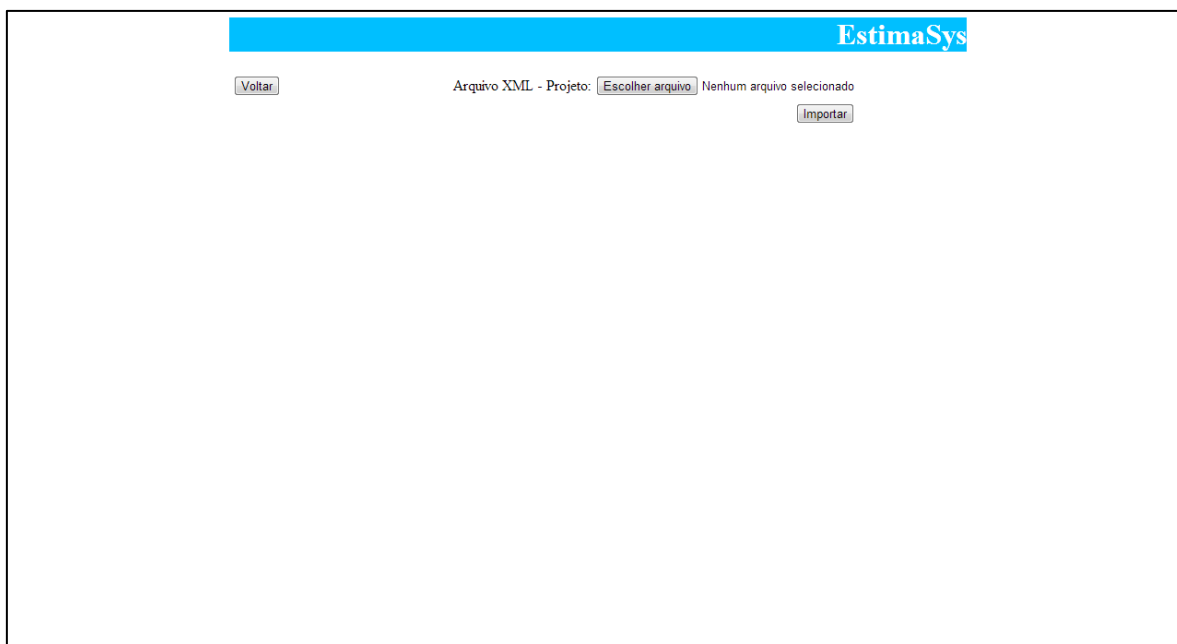 EstimaSys
Voltar Arquivo XML - Projeto: Escolher arquivo Nenhum arquivo selecionado
Importar